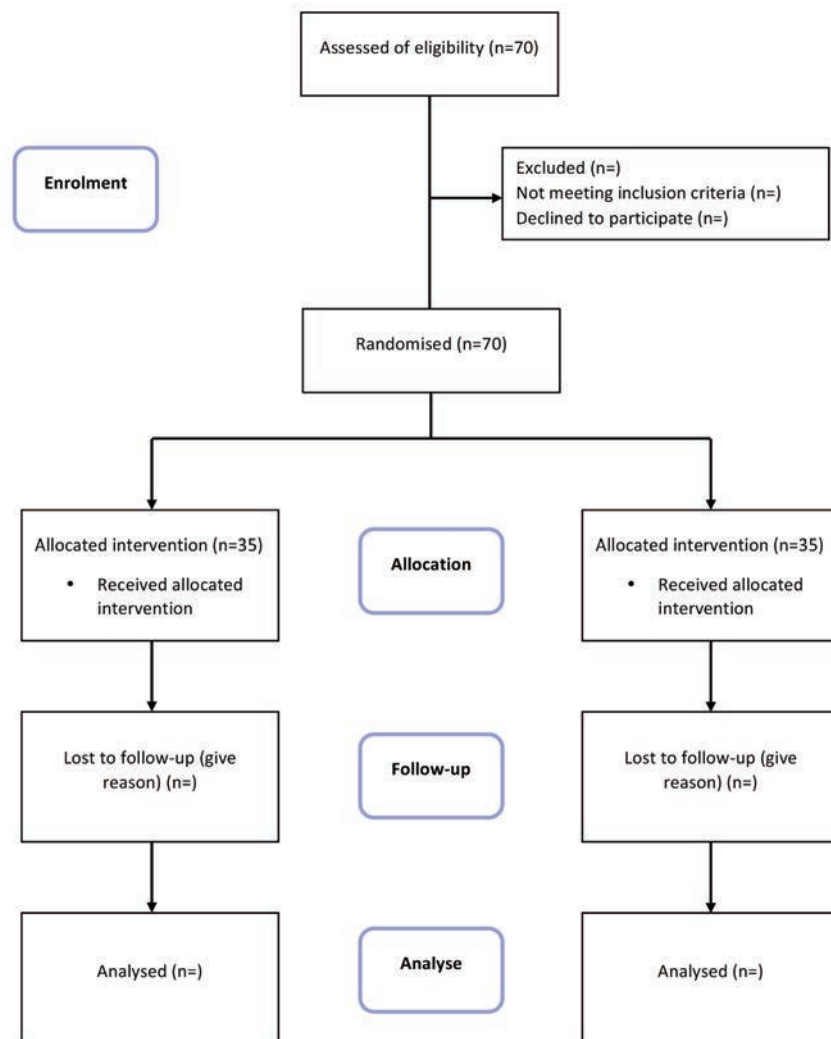 Assessed of eligibility (n=70)
Enrolment
Excluded (n=)
Not meeting inclusion criteria (n=)
Declined to participate (n=)
Randomised (n=70)
Allocated intervention (n=35)
• Received allocated
intervention
Allocation
Allocated intervention (n=35)
• Received allocated
intervention
Lost to follow-up (give
reason) (n=)
Follow-up
Lost to follow-up (give
reason) (n=)
Analysed (n=)
Analyse
Analysed (n=)